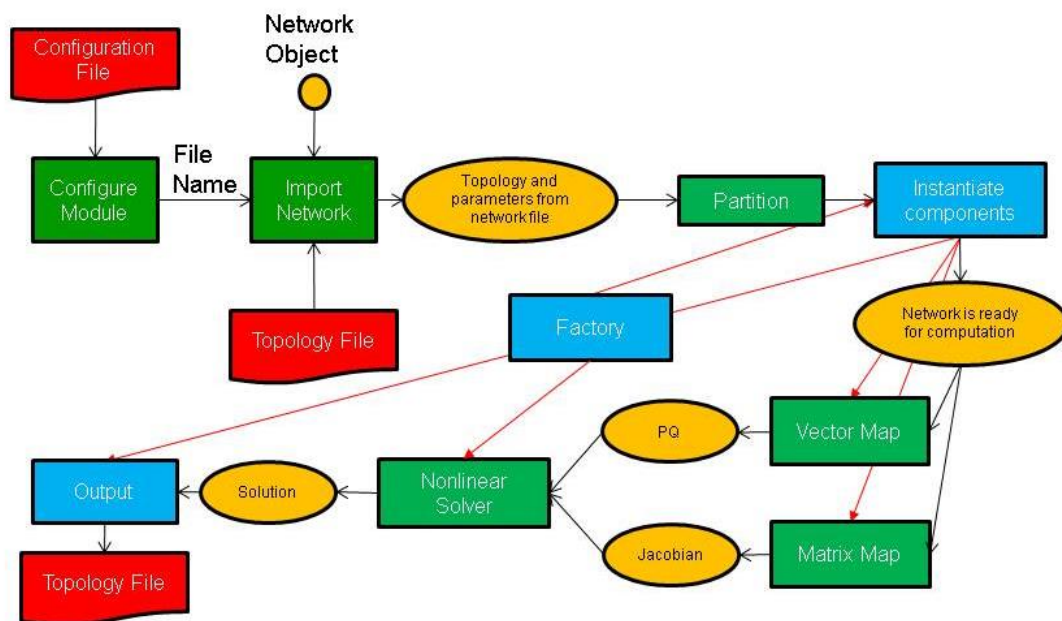 Network
Object
Configuration
File
File
Name
Configure
Module
Import
Network
Topology and
parameters from
network file
Partition
Instantiate
components
Topology File
Factory
Network is ready
for computation
PQ
Vector Map
Output
Solution
Nonlinear
Solver
Jacobian
Matrix Map
Topology File